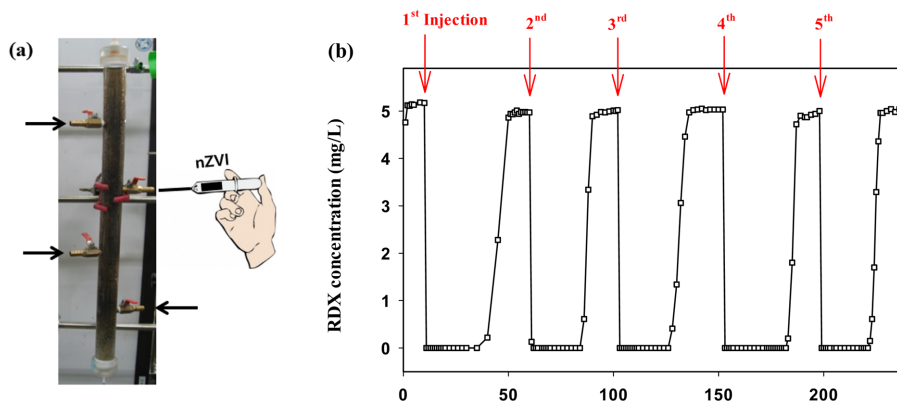 (a)
nZVI
(b)
1st Injection
2nd
3rd
4th
5th
RDX concentration (mg/L)
6
5
4
3
2
1
0
0 50 100 150 200